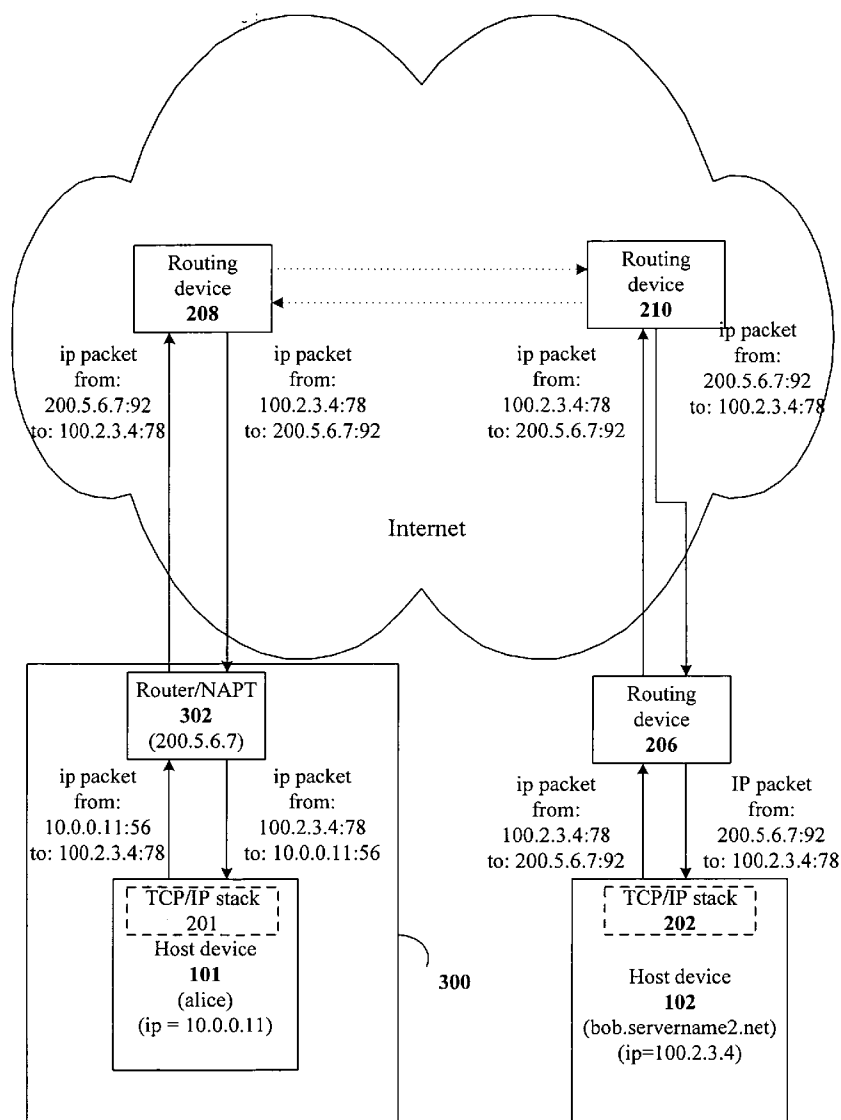 Routing
device
208
Routing
device
210
ip packet
from:
200.5.6.7:92
to: 100.2.3.4:78
ip packet
from:
100.2.3.4:78
to: 200.5.6.7:92
ip packet
from:
100.2.3.4:78
to: 200.5.6.7:92
ip packet
from:
200.5.6.7:92
to: 100.2.3.4:78
Internet
Router/NAPT
302
(200.5.6.7)
Routing
device
206
ip packet
from:
10.0.0.11:56
to: 100.2.3.4:78
ip packet
from:
100.2.3.4:78
to: 10.0.0.11:56
ip packet
from:
100.2.3.4:78
to: 200.5.6.7:92
IP packet
from:
200.5.6.7:92
to: 100.2.3.4:78
TCP/IP stack
201
Host device
101
(alice)
(ip = 10.0.0.11)
300
TCP/IP stack
202
Host device
102
(bob.servername2.net)
(ip=100.2.3.4)